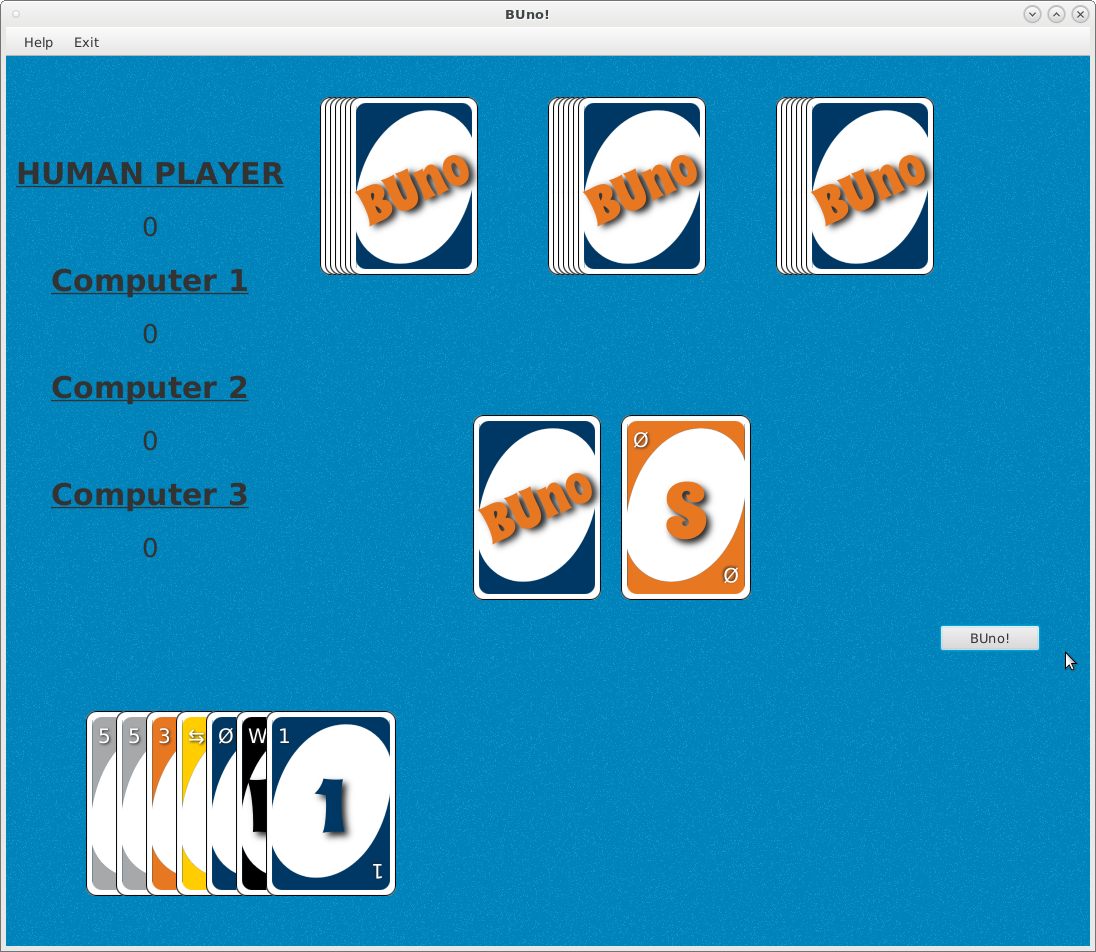 BUno!
Help Exit
HUMAN PLAYER
0
Computer 1
0
Computer 2
0
Computer 3
0
BUno
BUno
BUno
BUno
Ø
S
Ø
BUno!
5
5
3
⇆
Ø
W
1
1
1